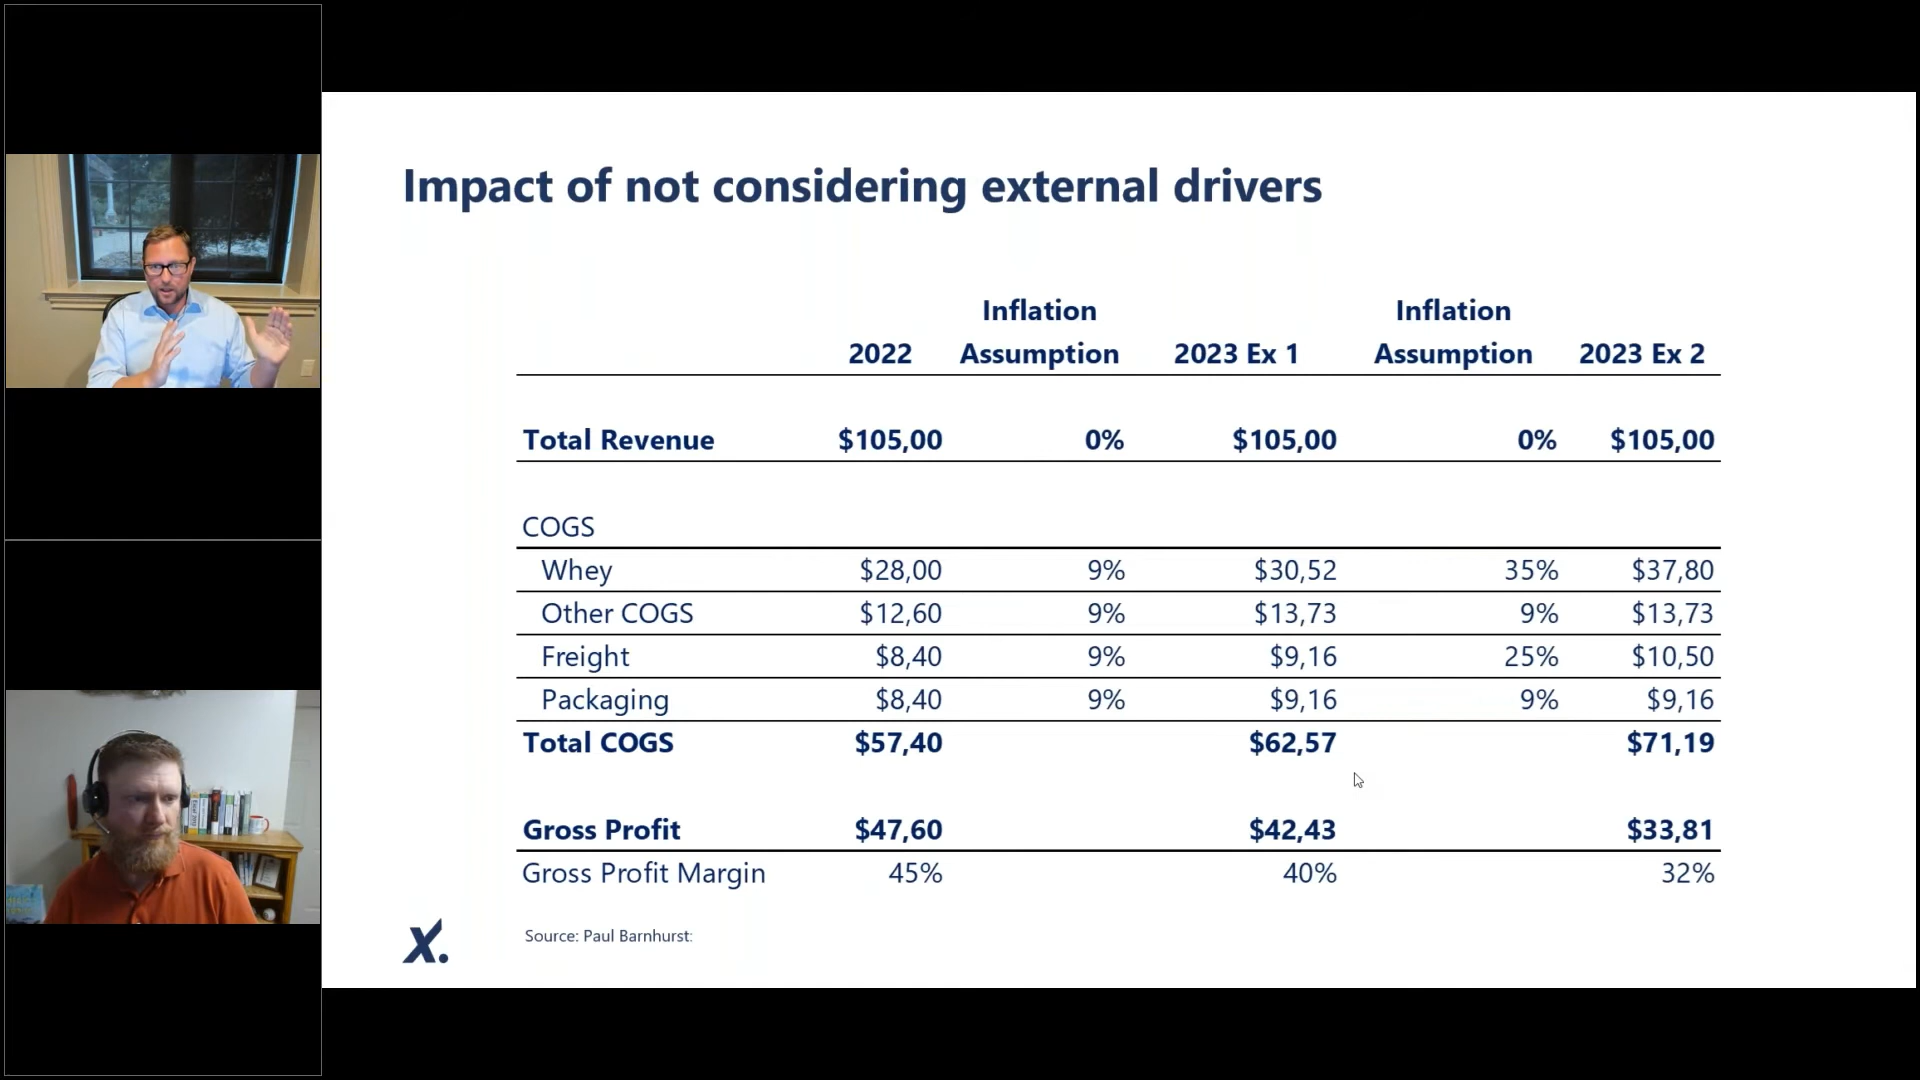 Impact of not considering external drivers
Inflation Inflation
2022 Assumption 2023 Ex 1 Assumption 2023 Ex 2
Total Revenue $105,00 0% $105,00 0% $105,00
COGS
Whey $28,00 9% $30,52 35% $37,80
Other COGS $12,60 9% $13,73 9% $13,73
Freight $8,40 9% $9,16 25% $10,50
Packaging $8,40 9% $9,16 9% $9,16
Total COGS $57,40 $62,57 $71,19
Gross Profit $47,60 $42,43 $33,81
Gross Profit Margin 45% 40% 32%
x.
Source: Paul Barnhurst: